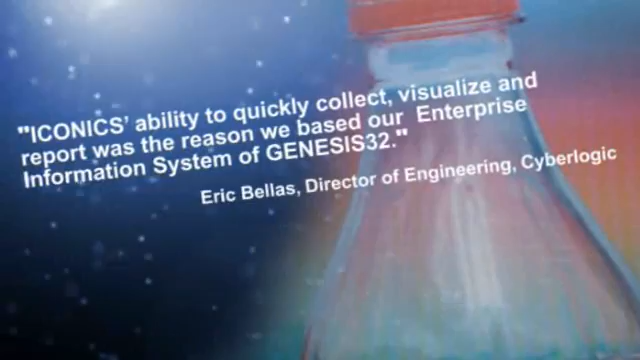 "ICONICS' ability to quickly collect, visualize and
report was the reason we based our Enterprise
Information System of GENESIS32."
Eric Bellas, Director of Engineering, Cyberlogic